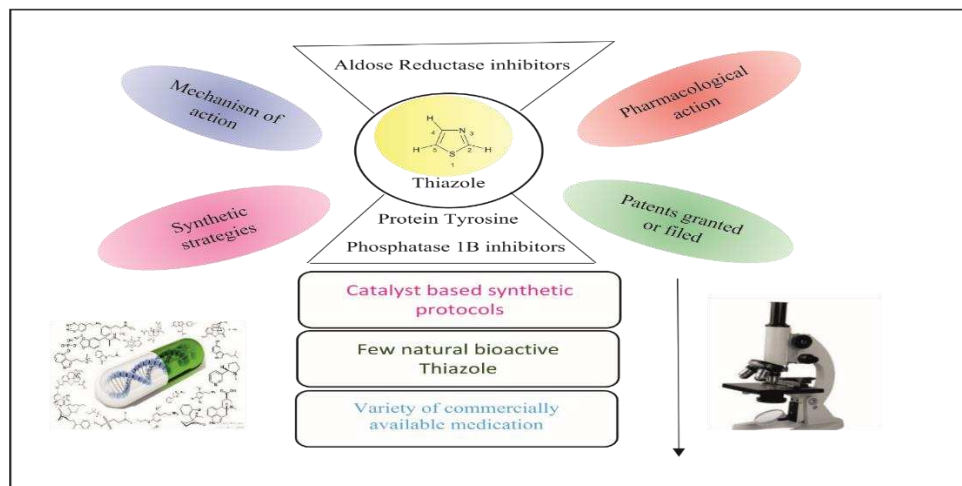 Aldose Reductase inhibitors
Mechanism of
action
Pharmacological
action
H
N
4
3
H
5
2
H
S
1
Thiazole
Synthetic
strategies
Protein Tyrosine
Phosphatase 1B inhibitors
Patents granted
or filed
Catalyst based synthetic
protocols
Few natural bioactive
Thiazole
Variety of commercially
available medication